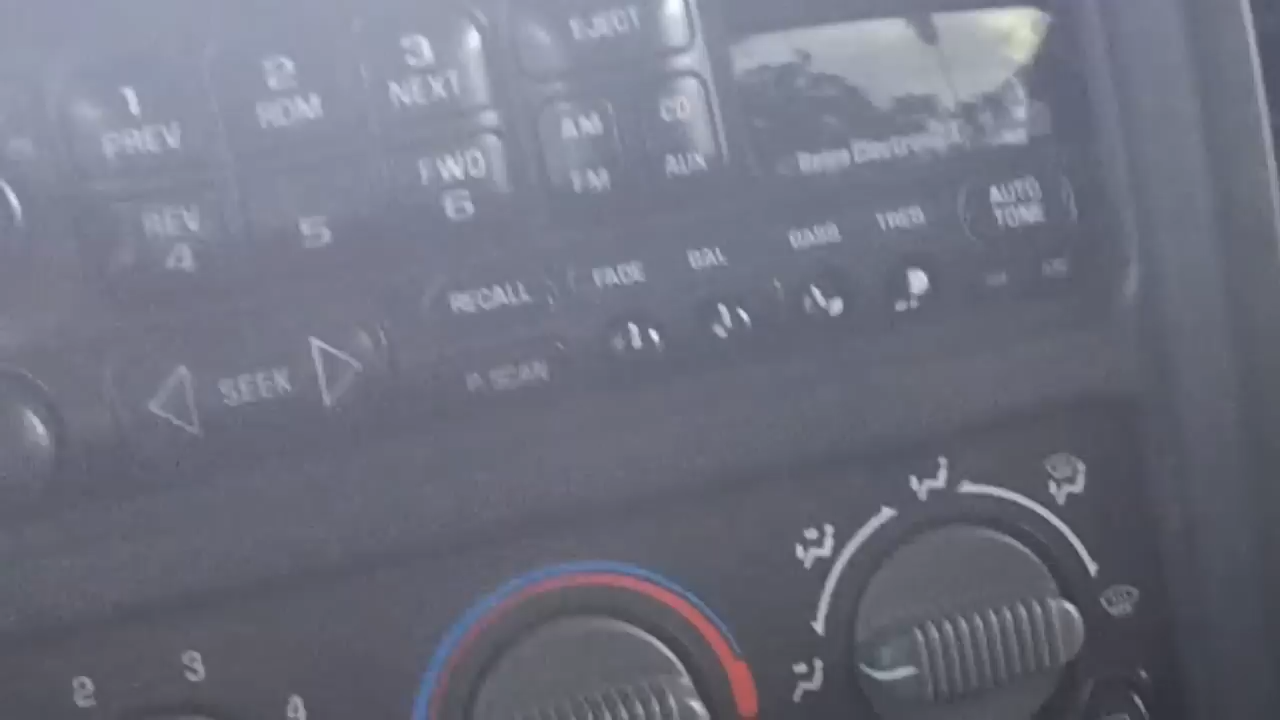 1
PREV
2
RDM
3
NEXT
EJECT
AM
FM
CD
AUX
REV
4
5
FWD
6
RECALL
FADE
BAL
BASS
TREB
AUTO
TONE
SEEK
P SCAN
2
3
4